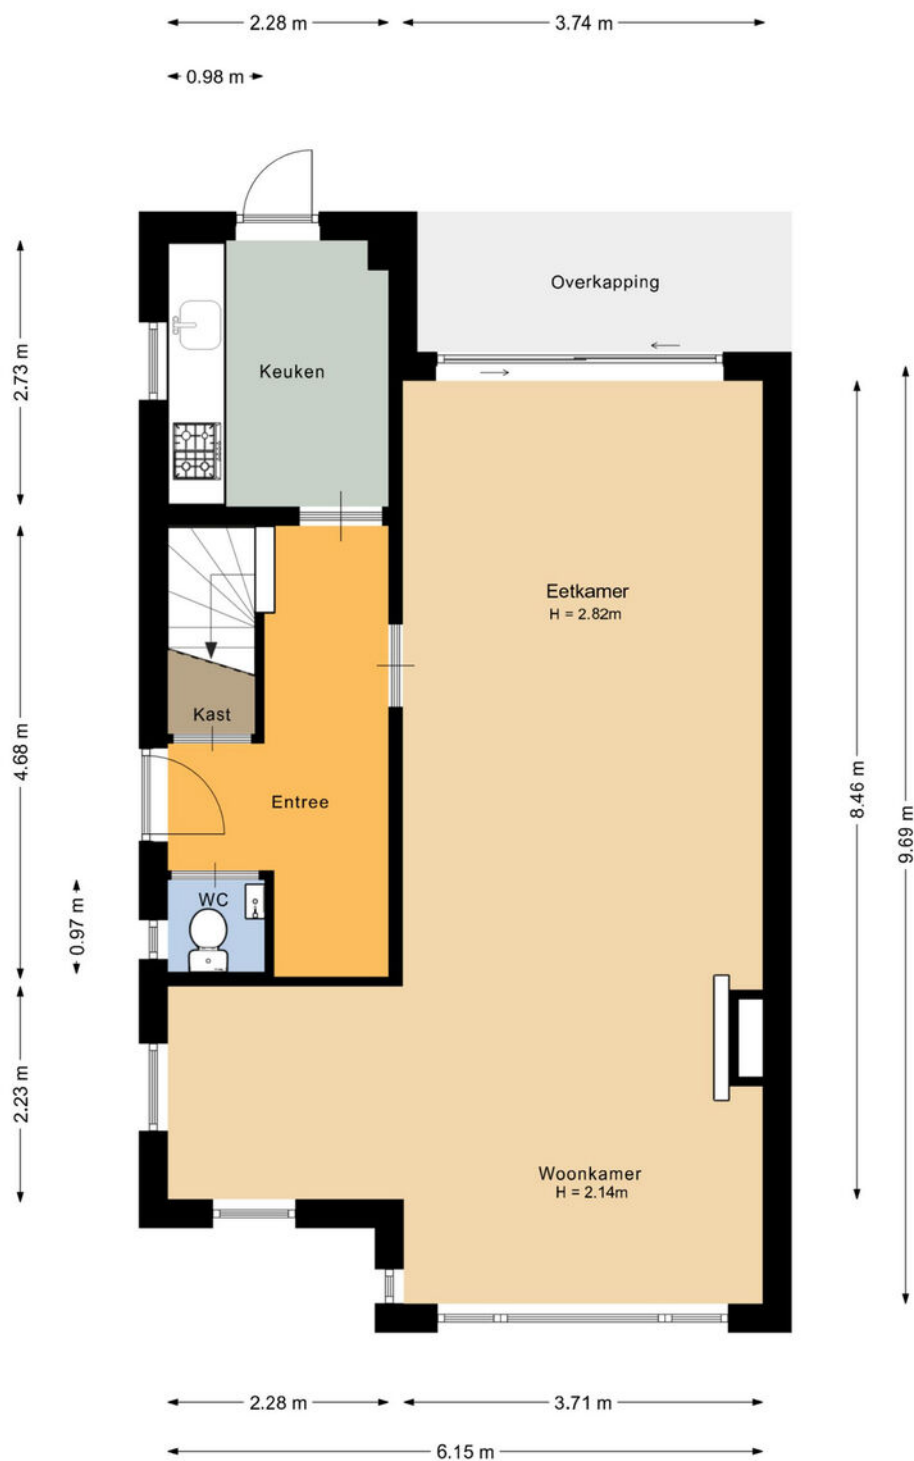 2.28 m
3.74 m
0.98 m
Overkapping
2.73 m
Keuken
Eetkamer
H = 2.82m
Kast
4.68 m
Entree
8.46 m
9.69 m
WC
0.97 m
2.23 m
Woonkamer
H = 2.14m
2.28 m
3.71 m
6.15 m